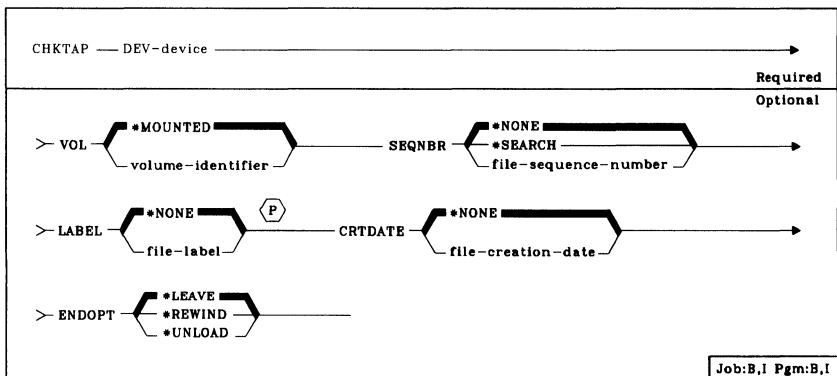 CHKTAP DEV-device
Required
Optional
*MOUNTED *NONE
VOL SEQNBR *SEARCH
volume-identifier file-sequence-number
*NONE P *NONE
LABEL CRTDATE
file-label file-creation-date
*LEAVE
ENDOPT *REWIND
*UNLOAD
Job:B,I Pgm:B,I